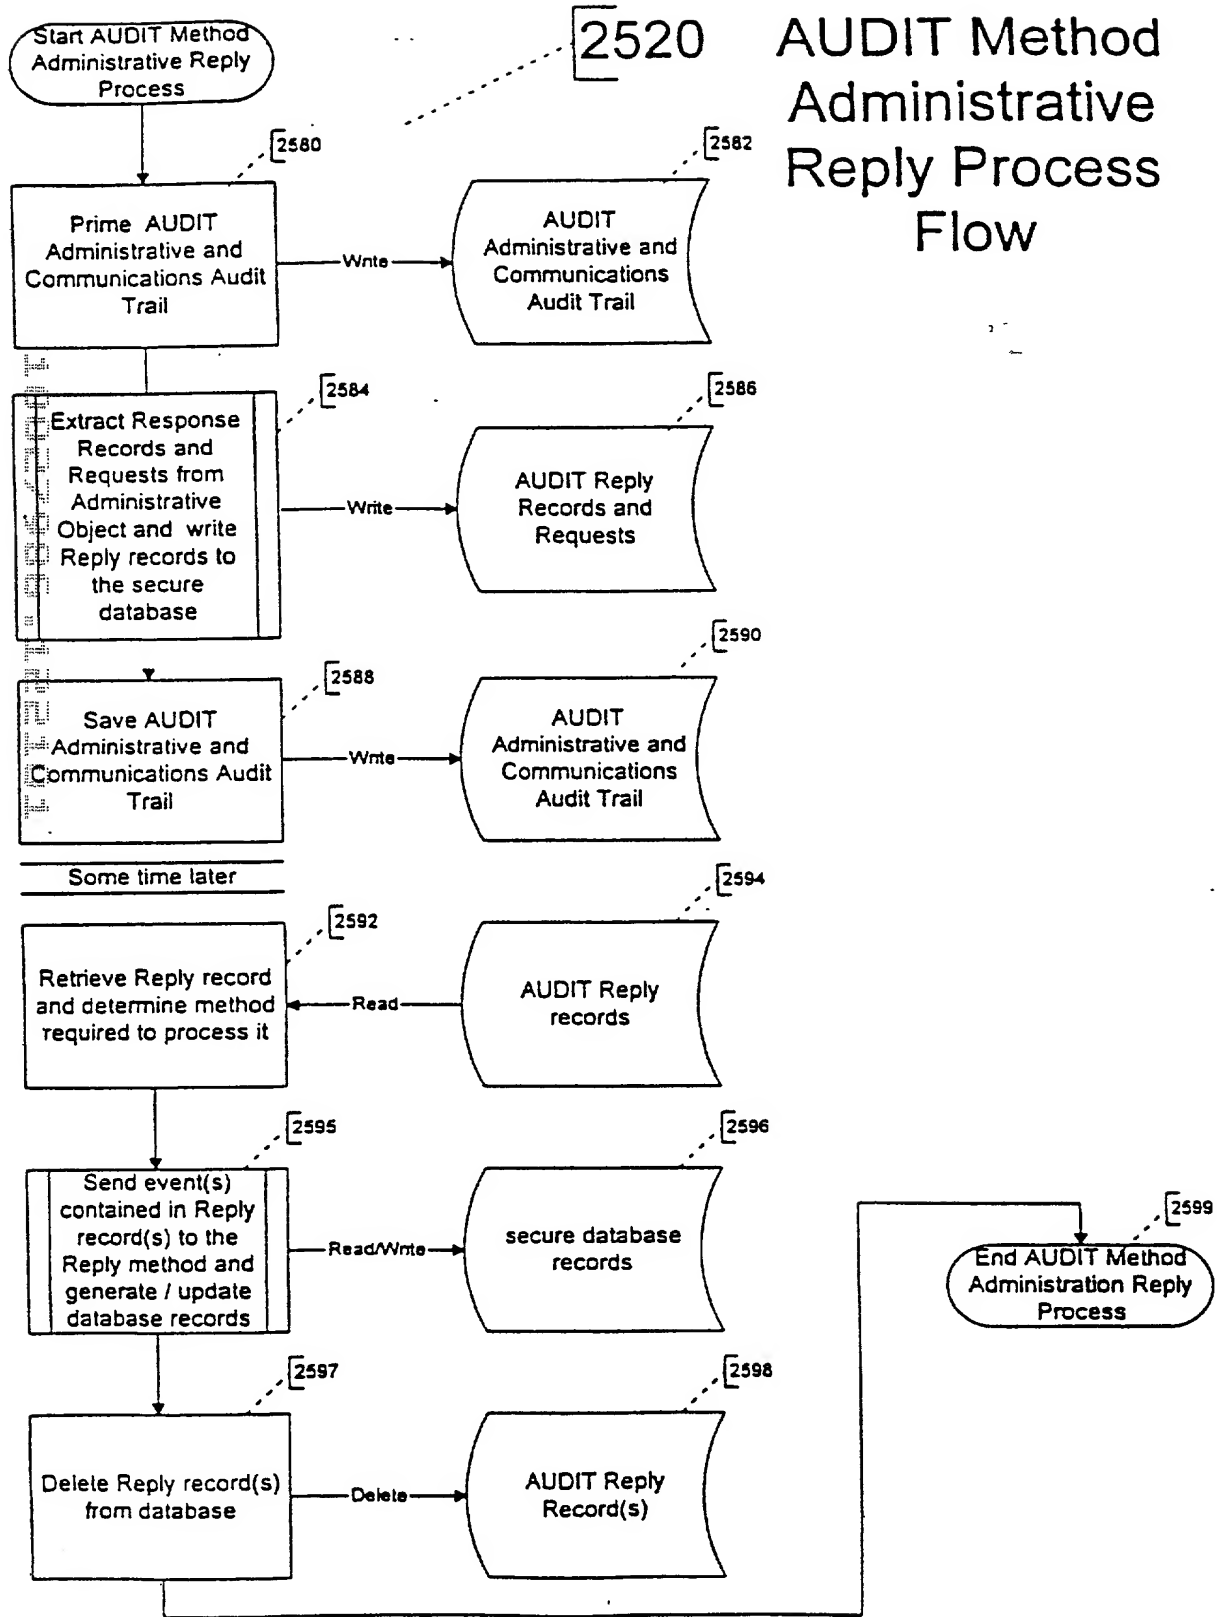 2520
AUDIT Method
Administrative
Reply Process
Flow
Start AUDIT Method
Administrative Reply
Process
2580
2582
Prime AUDIT
Administrative and
Communications Audit
Trail
Write
AUDIT
Administrative and
Communications
Audit Trail
2584
2586
Extract Response
Records and
Requests from
Administrative
Object and write
Reply records to
the secure
database
Write
AUDIT Reply
Records and
Requests
2588
2590
Save AUDIT
Administrative and
Communications Audit
Trail
Write
AUDIT
Administrative and
Communications
Audit Trail
Some time later
2592
2594
Retrieve Reply record
and determine method
required to process it
Read
AUDIT Reply
records
2595
2596
Send event(s)
contained in Reply
record(s) to the
Reply method and
generate / update
database records
Read/Write
secure database
records
2599
End AUDIT Method
Administration Reply
Process
2597
2598
Delete Reply record(s)
from database
Delete
AUDIT Reply
Record(s)